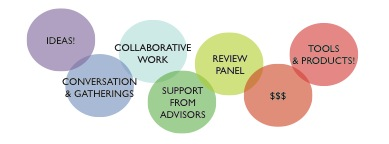 IDEAS!
CONVERSATION
& GATHERINGS
COLLABORATIVE
WORK
SUPPORT
FROM
ADVISORS
REVIEW
PANEL
$$$
TOOLS
& PRODUCTS!